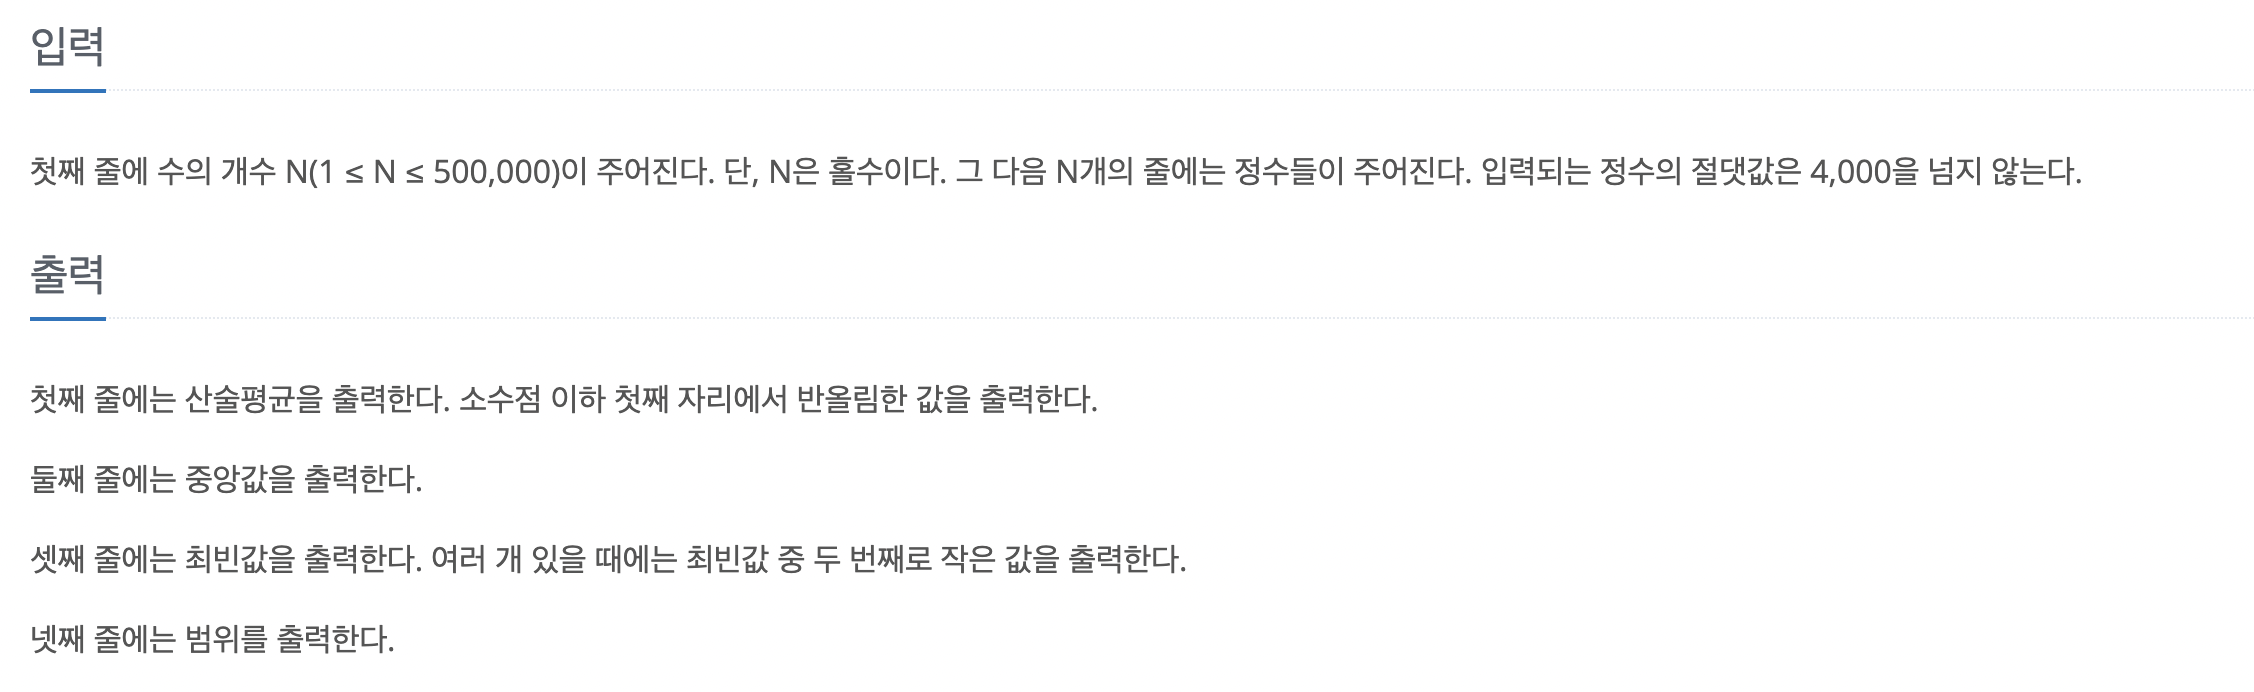 입력
첫째 줄에 수의 개수 N(1 ≤ N ≤ 500,000)이 주어진다. 단, N은 홀수이다. 그 다음 N개의 줄에는 정수들이 주어진다. 입력되는 정수의 절댓값은 4,000을 넘지 않는다.
출력
첫째 줄에는 산술평균을 출력한다. 소수점 이하 첫째 자리에서 반올림한 값을 출력한다.
둘째 줄에는 중앙값을 출력한다.
셋째 줄에는 최빈값을 출력한다. 여러 개 있을 때에는 최빈값 중 두 번째로 작은 값을 출력한다.
넷째 줄에는 범위를 출력한다.